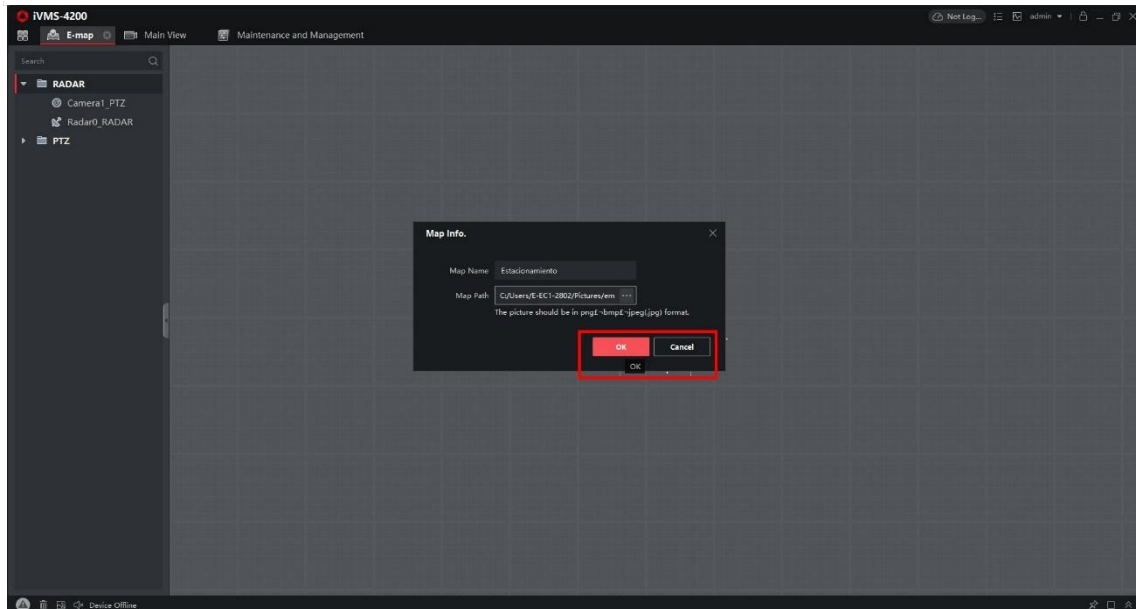 iVMS-4200
Not Log...
admin
E-map
Main View
Maintenance and Management
Search
RADAR
Camera1_PTZ
Radar0_RADAR
PTZ
Map Info.
Map Name Estacionamiento
Map Path C:/Users/E-EC1-2802/Pictures/em ...
The picture should be in png£¬bmp£¬jpeg(.jpg) format.
OK Cancel
OK
Device Offline